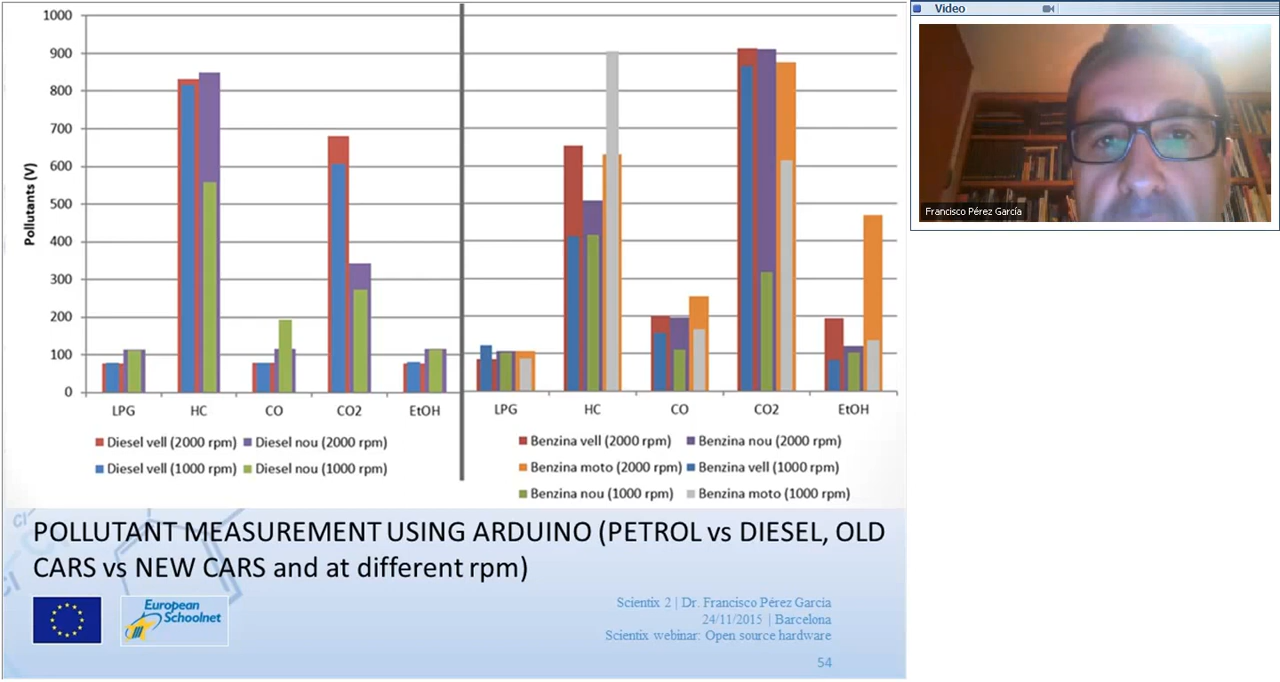 1000
900
800
700
600
500
400
300
200
100
0
Pollutants (V)
LPG HC CO CO2 EtOH
LPG HC CO CO2 EtOH
Diesel vell (2000 rpm) Diesel nou (2000 rpm)
Diesel vell (1000 rpm) Diesel nou (1000 rpm)
Benzina vell (2000 rpm) Benzina nou (2000 rpm)
Benzina moto (2000 rpm) Benzina vell (1000 rpm)
Benzina nou (1000 rpm) Benzina moto (1000 rpm)
POLLUTANT MEASUREMENT USING ARDUINO (PETROL vs DIESEL, OLD
CARS vs NEW CARS and at different rpm)
European
Schoolnet
Scientix 2 | Dr. Francisco Pérez García
24/11/2015 | Barcelona
Scientix webinar: Open source hardware
54
Video
Francisco Pérez García